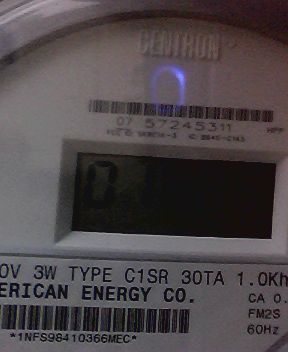 CENTRON
07 57245311
0V 3W TYPE C1SR 30TA 1.0Kh
ERICAN ENERGY CO.
CA 0.
FM2S
60Hz
*1NFS98410366MEC*